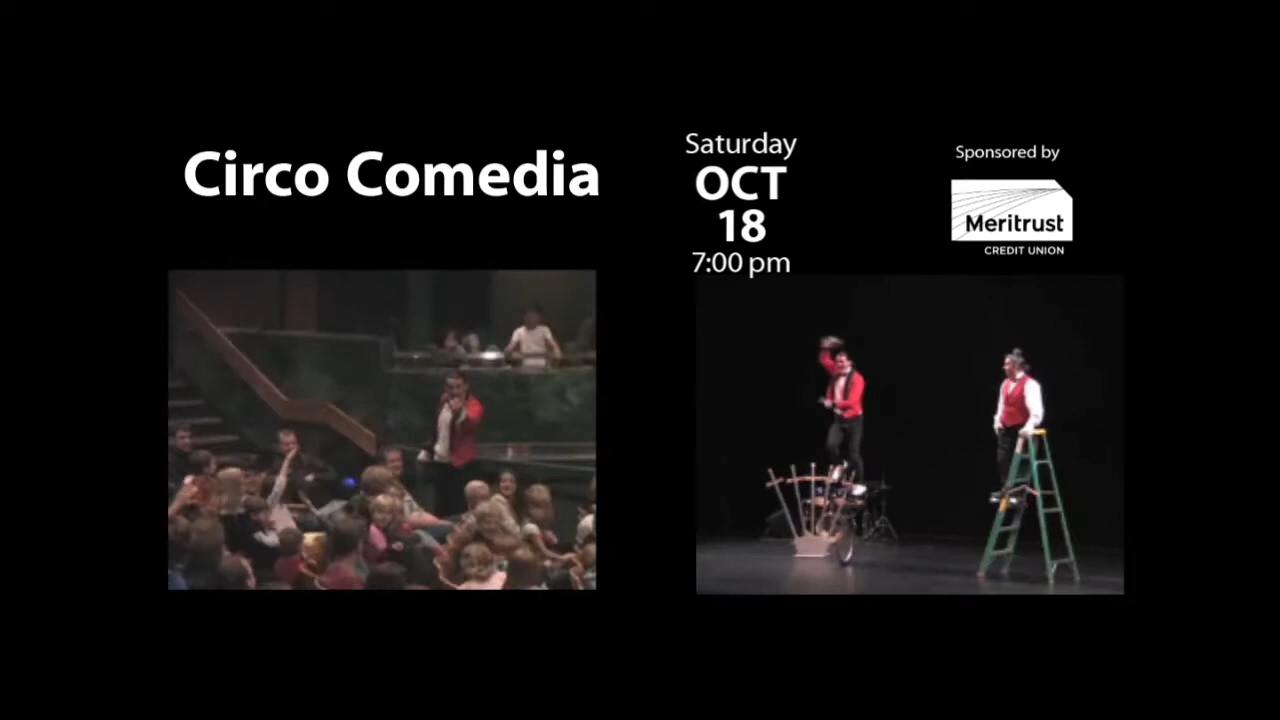 Circo Comedia
Saturday
OCT
18
7:00 pm
Sponsored by
Meritrust
CREDIT UNION